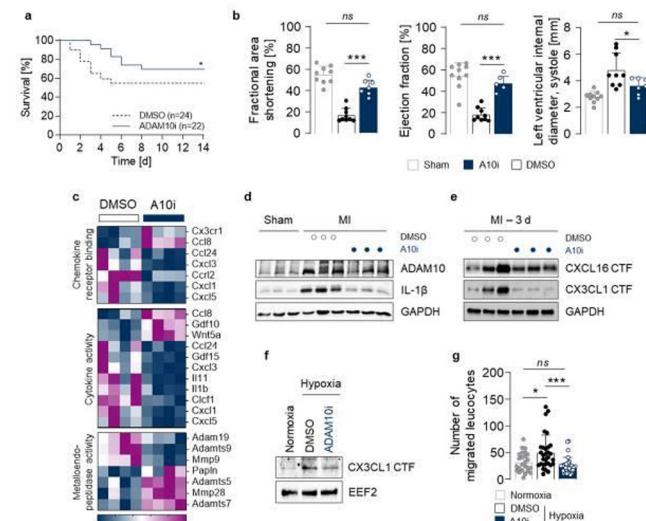 a
100
80
60
40
20
0
Survival [%]
*
DMSO (n=24)
ADAM10i (n=22)
0 2 4 6 8 10 12 14
Time [d]
b
ns
***
100
80
60
40
20
0
Fractional area
shortening [%]
ns
***
100
80
60
40
20
0
Ejection fraction [%]
ns
*
8
6
4
2
0
Left ventricular internal
diameter, systole [mm]
Sham A10i DMSO
c
DMSO A10i
Chemokine
receptor binding
Cx3cr1
Ccl8
Ccl24
Cxcl3
Ccrl2
Cxcl1
Cxcl5
Cytokine activity
Ccl8
Gdf10
Wnt5a
Ccl24
Gdf15
Cxcl3
Il11
Il1b
Clcf1
Cxcl1
Cxcl5
Metalloendo-
peptidase activity
Adam19
Adamts9
Mmp9
Papln
Adamts5
Mmp28
Adamts7
d
Sham MI
DMSO
A10i
ADAM10
IL-1β
GAPDH
e
MI – 3 d
DMSO
A10i
CXCL16 CTF
CX3CL1 CTF
GAPDH
f
Hypoxia
Normoxia
DMSO
ADAM10i
CX3CL1 CTF
EEF2
g
ns
* ***
200
150
100
50
0
Number of
migrated leucocytes
Normoxia
DMSO
A10i
Hypoxia